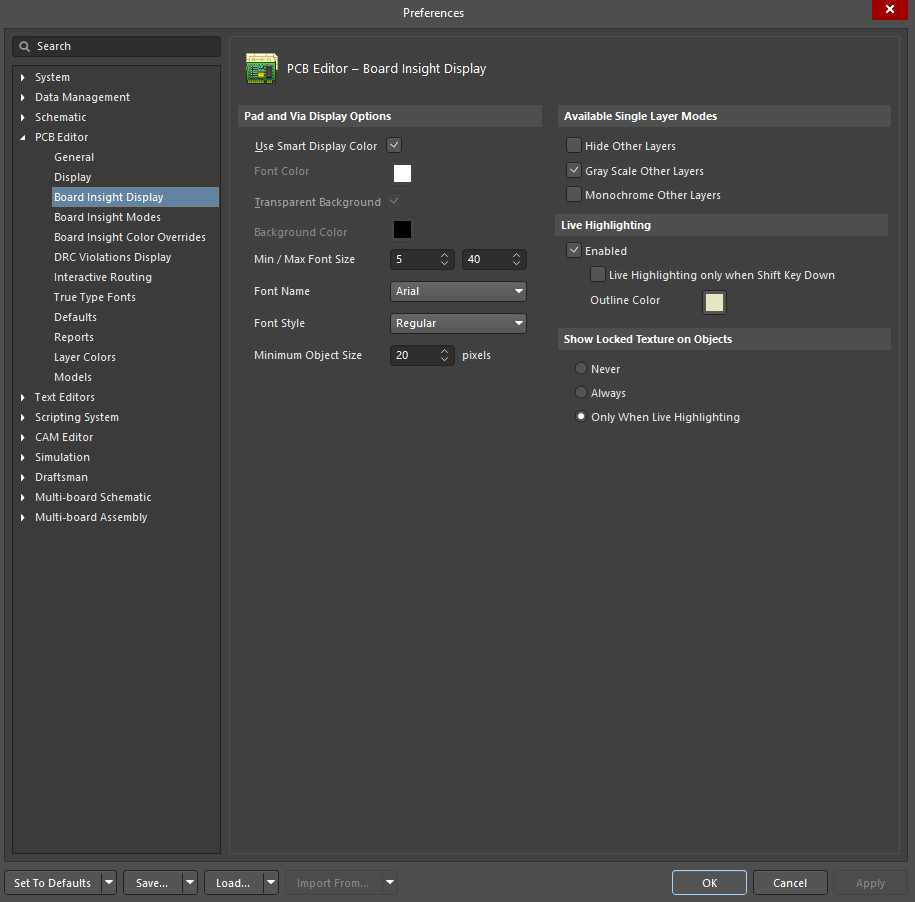 Preferences
Search
System
Data Management
Schematic
PCB Editor
General
Display
Board Insight Display
Board Insight Modes
Board Insight Color Overrides
DRC Violations Display
Interactive Routing
True Type Fonts
Defaults
Reports
Layer Colors
Models
Text Editors
Scripting System
CAM Editor
Simulation
Draftsman
Multi-board Schematic
Multi-board Assembly
PCB Editor – Board Insight Display
Pad and Via Display Options
Use Smart Display Color
Font Color
Transparent Background
Background Color
Min / Max Font Size 5 40
Font Name Arial
Font Style Regular
Minimum Object Size 20 pixels
Available Single Layer Modes
Hide Other Layers
Gray Scale Other Layers
Monochrome Other Layers
Live Highlighting
Enabled
Live Highlighting only when Shift Key Down
Outline Color
Show Locked Texture on Objects
Never
Always
Only When Live Highlighting
Set To Defaults Save... Load... Import From... OK Cancel Apply